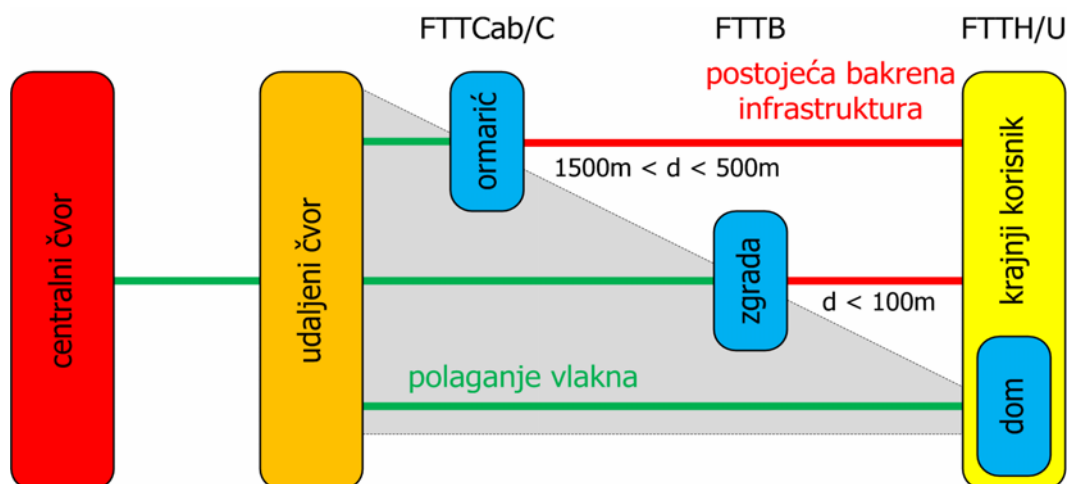 FTTCab/C
FTTB
FTTH/U
postojeća bakrena
infrastruktura
ormarić
1500m < d < 500m
centralni čvor
udaljeni čvor
zgrada
krajnji korisnik
d < 100m
polaganje vlakna
dom